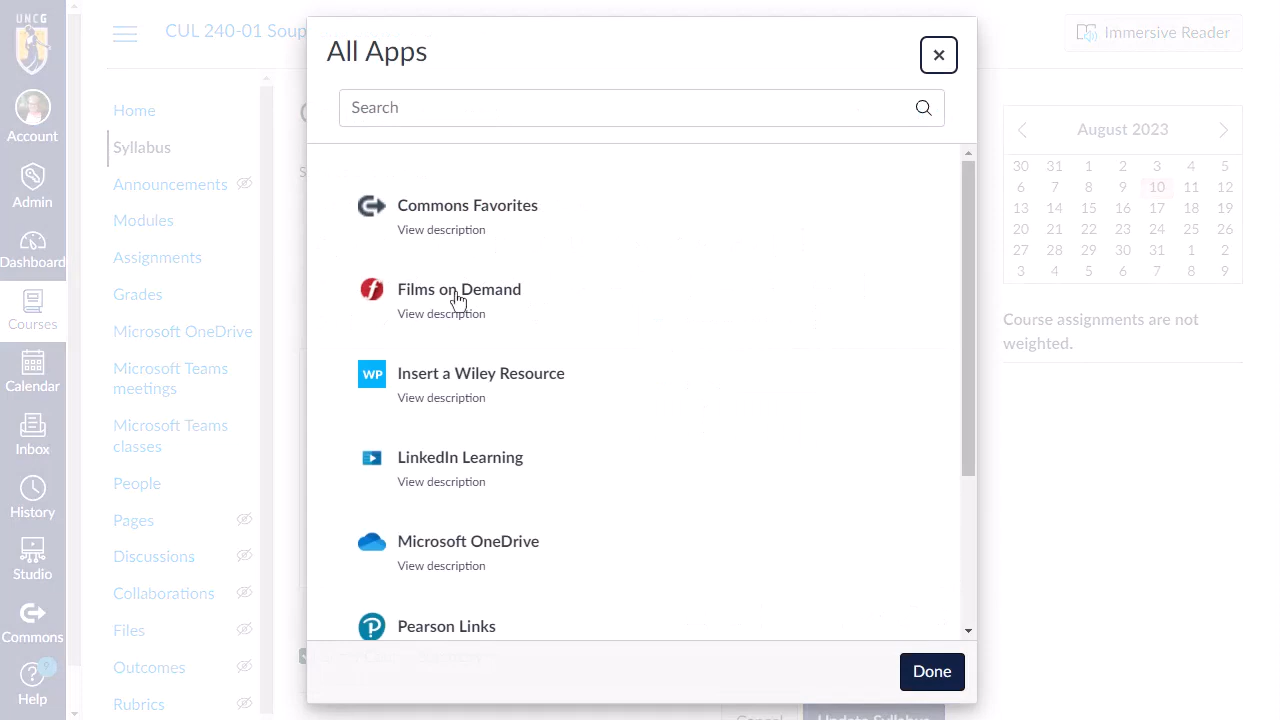 UNCG
Account
Admin
Dashboard
Courses
Calendar
Inbox
History
Studio
Commons
Help
CUL 240-01 Soup
Immersive Reader
Home
Syllabus
Announcements
Modules
Assignments
Grades
Microsoft OneDrive
Microsoft Teams
meetings
Microsoft Teams
classes
People
Pages
Discussions
Collaborations
Files
Outcomes
Rubrics
All Apps
Search
Commons Favorites
View description
Films on Demand
View description
WP
Insert a Wiley Resource
View description
LinkedIn Learning
View description
Microsoft OneDrive
View description
Pearson Links
Done
Cancel
Update Syllabus
August 2023
30 31 1 2 3 4 5
6 7 8 9 10 11 12
13 14 15 16 17 18 19
20 21 22 23 24 25 26
27 28 29 30 31 1 2
3 4 5 6 7 8 9
Course assignments are not
weighted.